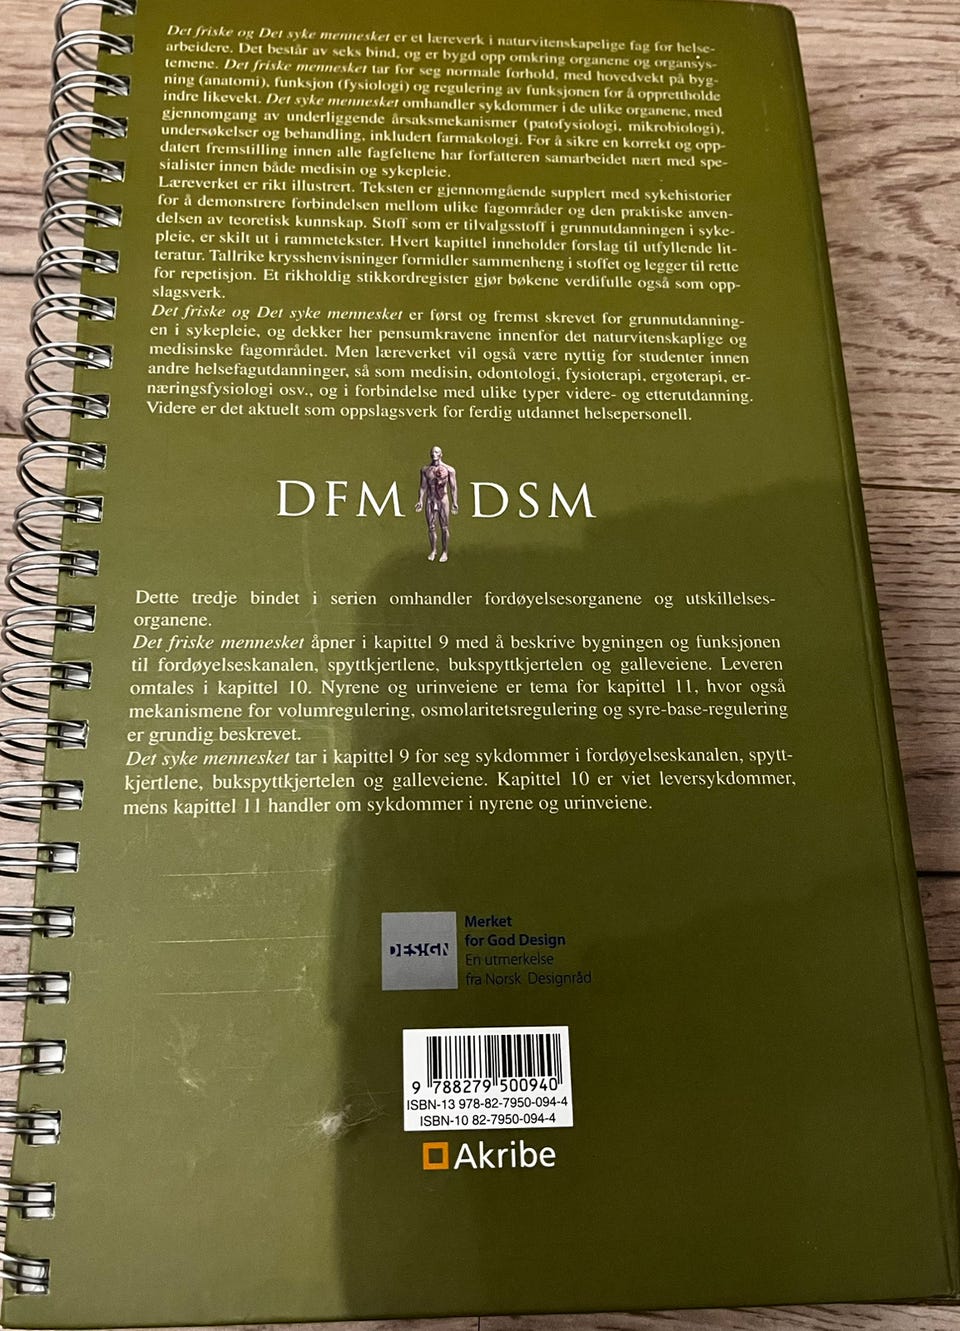 Det friske og Det syke mennesket er et læreverk i naturvitenskapelige fag for helse-
arbeidere. Det består av seks bind, og er bygd opp omkring organene og organsys-
temene. Det friske mennesket tar for seg normale forhold, med hovedvekt på byg-
ning (anatomi), funksjon (fysiologi) og regulering av funksjonen for å opprettholde
indre likevekt. Det syke mennesket omhandler sykdommer i de ulike organene, med
gjennomgang av underliggende årsaksmekanismer (patofysiologi, mikrobiologi),
undersøkelser og behandling, inkludert farmakologi. For å sikre en korrekt og opp-
datert fremstilling innen alle fagfeltene har forfatteren samarbeidet nært med spe-
sialister innen både medisin og sykepleie.
Læreverket er rikt illustrert. Teksten er gjennomgående supplert med sykehistorier
for å demonstrere forbindelsen mellom ulike fagområder og den praktiske anven-
delsen av teoretisk kunnskap. Stoff som er tilvalgsstoff i grunnutdanningen i syke-
pleie, er skilt ut i rammetekster. Hvert kapittel inneholder forslag til utfyllende lit-
teratur. Tallrike krysshenvisninger formidler sammenheng i stoffet og legger til rette
for repetisjon. Et rikholdig stikkordregister gjør bøkene verdifulle også som opp-
slagsverk.
Det friske og Det syke mennesket er først og fremst skrevet for grunnutdanning-
en i sykepleie, og dekker her pensumkravene innenfor det naturvitenskaplige og
medisinske fagområdet. Men læreverket vil også være nyttig for studenter innen
andre helsefagutdanninger, så som medisin, odontologi, fysioterapi, ergoterapi, er-
næringsfysiologi osv., og i forbindelse med ulike typer videre- og etterutdanning.
Videre er det aktuelt som oppslagsverk for ferdig utdannet helsepersonell.
DFM DSM
Dette tredje bindet i serien omhandler fordøyelsesorganene og utskillelses-
organene.
Det friske mennesket åpner i kapittel 9 med å beskrive bygningen og funksjonen
til fordøyelseskanalen, spyttkjertlene, bukspyttkjertelen og galleveiene. Leveren
omtales i kapittel 10. Nyrene og urinveiene er tema for kapittel 11, hvor også
mekanismene for volumregulering, osmolaritetsregulering og syre-base-regulering
er grundig beskrevet.
Det syke mennesket tar i kapittel 9 for seg sykdommer i fordøyelseskanalen, spytt-
kjertlene, bukspyttkjertelen og galleveiene. Kapittel 10 er viet leversykdommer,
mens kapittel 11 handler om sykdommer i nyrene og urinveiene.
DESIGN
Merket
for God Design
En utmerkelse
fra Norsk Designråd
9 788279 500940
ISBN-13 978-82-7950-094-4
ISBN-10 82-7950-094-4
Akribe